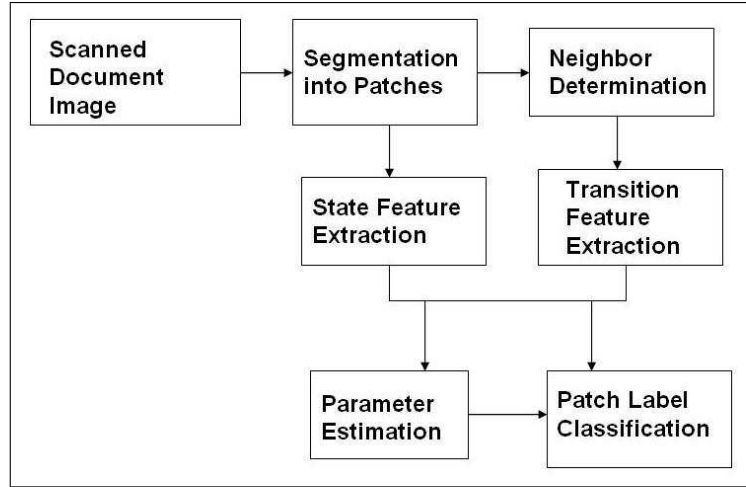 Scanned
Document
Image
Segmentation
into Patches
Neighbor
Determination
State Feature
Extraction
Transition
Feature
Extraction
Parameter
Estimation
Patch Label
Classification